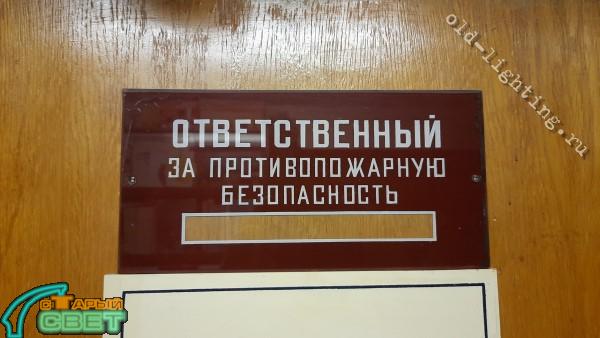 old-lighting.ru
ОТВЕТСТВЕННЫЙ
ЗА ПРОТИВОПОЖАРНУЮ
БЕЗОПАСНОСТЬ
СТАРЫЙ
СВЕТ